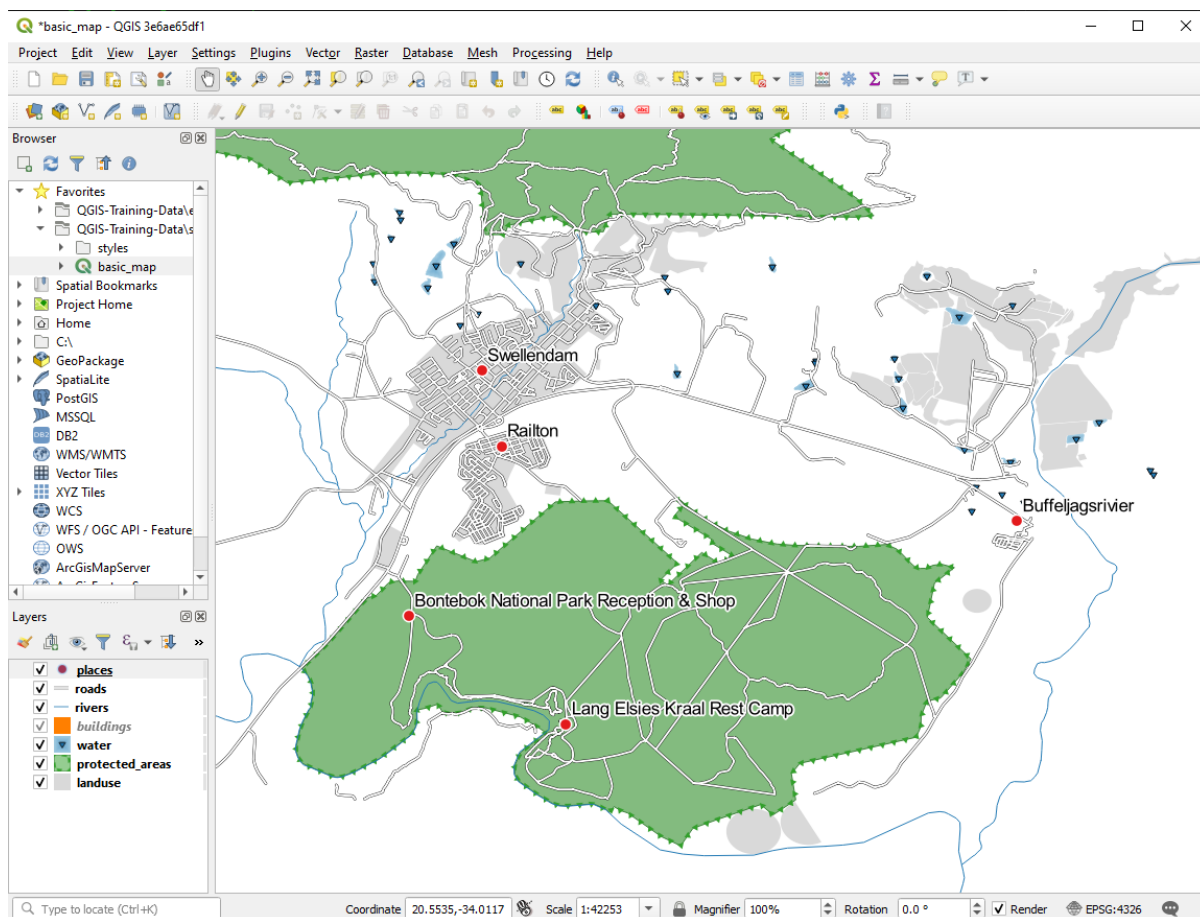 *basic_map - QGIS 3e6ae65df1
Project Edit View Layer Settings Plugins Vector Raster Database Mesh Processing Help
Browser
Favorites
QGIS-Training-Data\e
QGIS-Training-Data\s
styles
basic_map
Spatial Bookmarks
Project Home
Home
C:\
GeoPackage
SpatiaLite
PostGIS
MSSQL
DB2
WMS/WMTS
Vector Tiles
XYZ Tiles
WCS
WFS / OGC API - Feature
OWS
ArcGisMapServer
Layers
places
roads
rivers
buildings
water
protected_areas
landuse
Swellendam
Railton
Buffeljagsrivier
Bontebok National Park Reception & Shop
Lang Elsies Kraal Rest Camp
Type to locate (Ctrl+K) Coordinate 20.5535,-34.0117 Scale 1:42253 Magnifier 100% Rotation 0.0 ° Render EPSG:4326